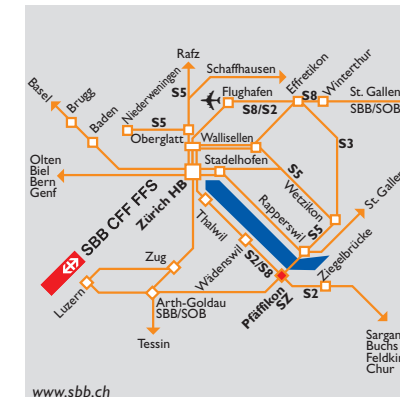 Rafz
Schaffhausen
Effretikon
Winterthur
Basel
Brugg
Baden
Niederweningen
S5
Flughafen
S8
St. Gallen
SBB/SOB
S5
Oberglatt
S8/S2
Wallisellen
S3
Olten
Biel
Bern
Genf
Stadelhofen
S5
SBB CFF FFS
Zürich HB
Wetzikon
Rapperswil
St. Gallen
Thalwil
S5
Zug
S2/S8
Wädenswil
Ziegelbrücke
Luzern
Pfäffikon
SZ
S2
Arth-Goldau
SBB/SOB
Tessin
Buchs
Chur
www.sbb.ch